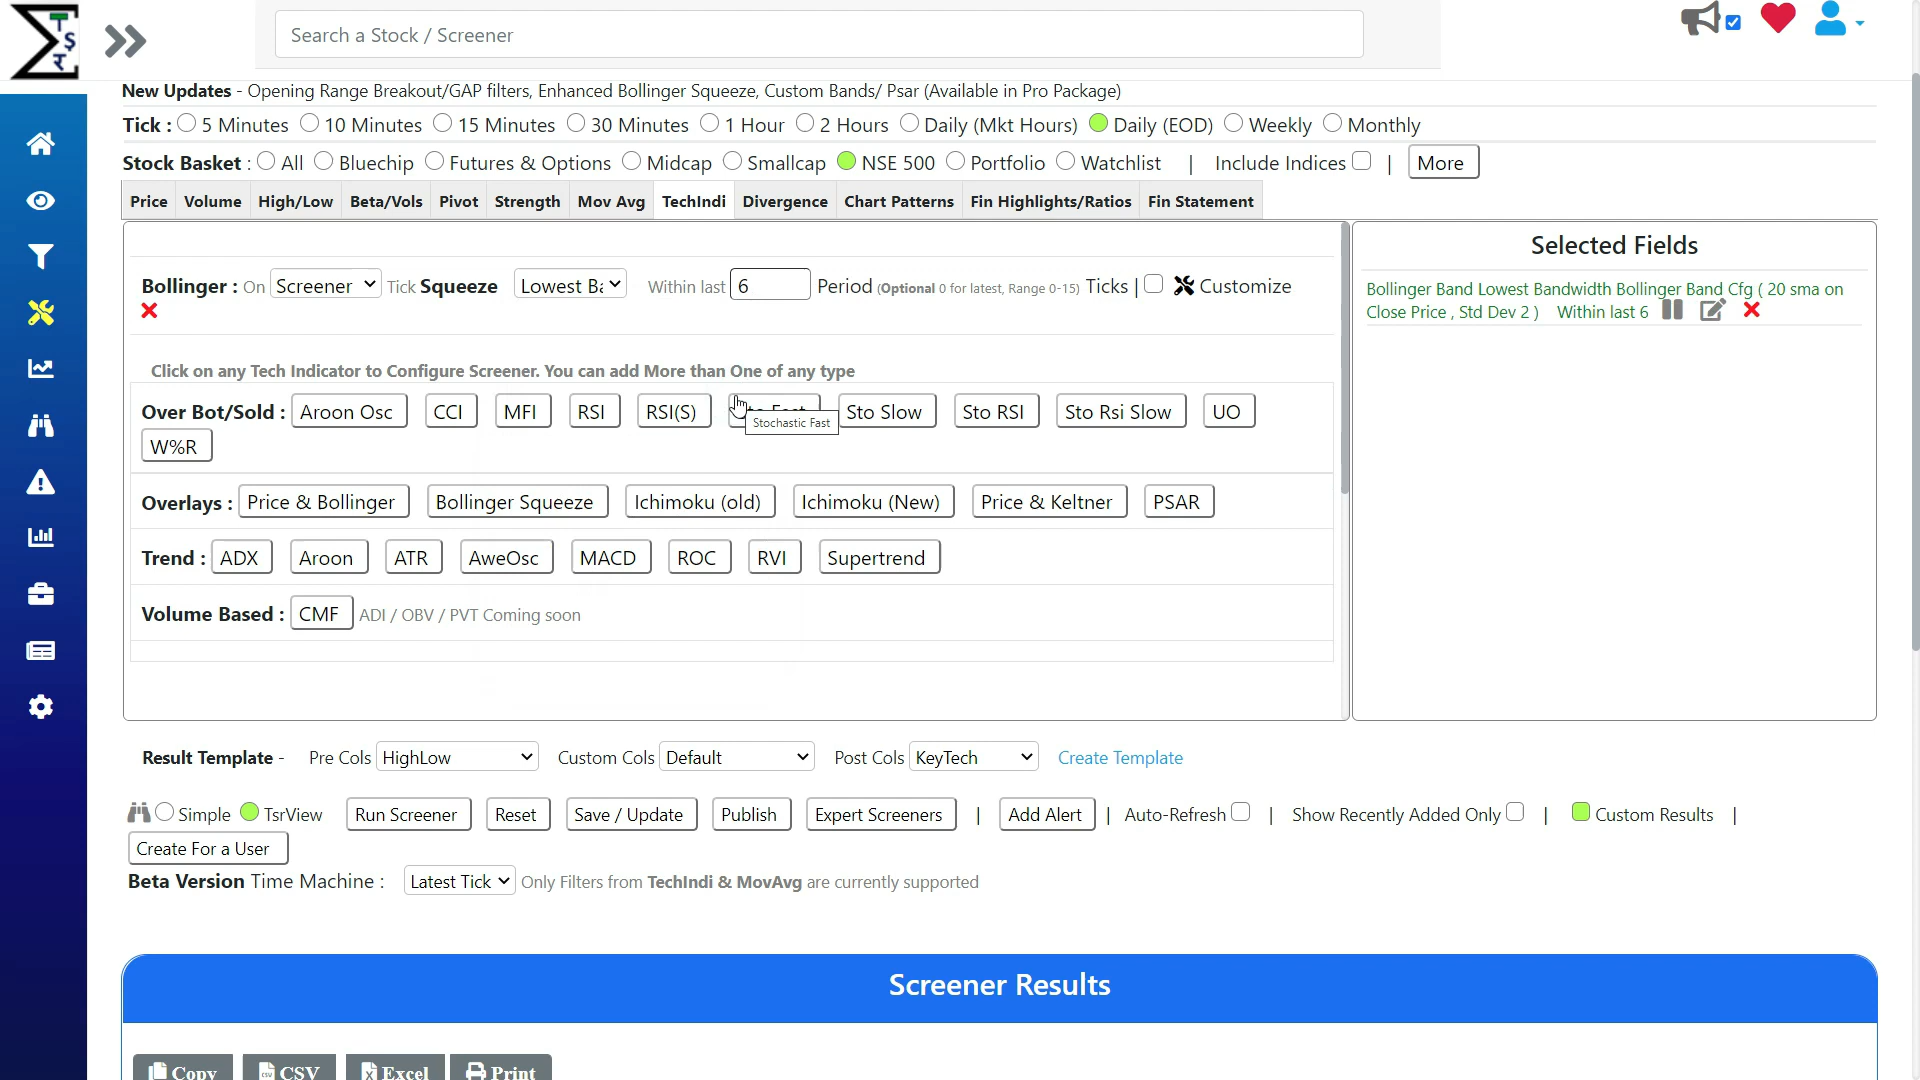 Search a Stock / Screener
New Updates - Opening Range Breakout/GAP filters, Enhanced Bollinger Squeeze, Custom Bands/ Psar (Available in Pro Package)
Tick : 5 Minutes 10 Minutes 15 Minutes 30 Minutes 1 Hour 2 Hours Daily (Mkt Hours) Daily (EOD) Weekly Monthly
Stock Basket : All Bluechip Futures & Options Midcap Smallcap NSE 500 Portfolio Watchlist | Include Indices | More
Price Volume High/Low Beta/Vols Pivot Strength Mov Avg TechIndi Divergence Chart Patterns Fin Highlights/Ratios Fin Statement
Bollinger : On Screener Tick Squeeze Lowest Ba Within last 6 Period (Optional 0 for latest, Range 0-15) Ticks | Customize
Click on any Tech Indicator to Configure Screener. You can add More than One of any type
Over Bot/Sold : Aroon Osc CCI MFI RSI RSI(S) Sto Slow Sto RSI Sto Rsi Slow UO
Stochastic Fast
W%R
Overlays : Price & Bollinger Bollinger Squeeze Ichimoku (old) Ichimoku (New) Price & Keltner PSAR
Trend : ADX Aroon ATR AweOsc MACD ROC RVI Supertrend
Volume Based : CMF ADI / OBV / PVT Coming soon
Selected Fields
Bollinger Band Lowest Bandwidth Bollinger Band Cfg ( 20 sma on
Close Price , Std Dev 2 ) Within last 6
Result Template - Pre Cols HighLow Custom Cols Default Post Cols KeyTech Create Template
Simple TsrView Run Screener Reset Save / Update Publish Expert Screeners | Add Alert | Auto-Refresh | Show Recently Added Only | Custom Results |
Create For a User
Beta Version Time Machine : Latest Tick Only Filters from TechIndi & MovAvg are currently supported
Screener Results
Copy CSV Excel Print